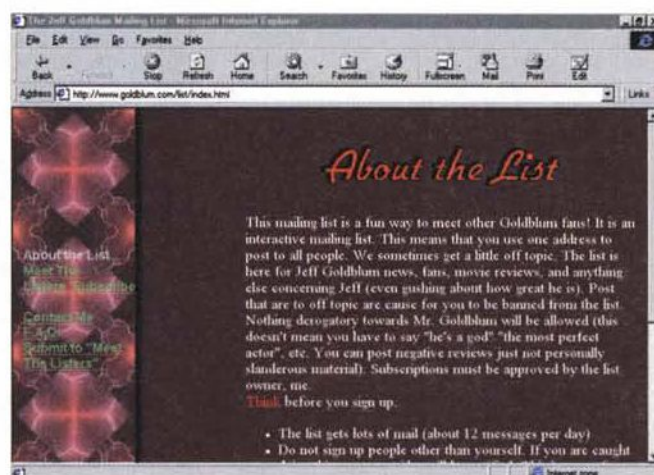 The Jeff Goldblum Mailing List - Microsoft Internet Explorer
File Edit View Go Favorites Help
Back Stop Refresh Home Search Favorites History Fullscreen Mail Print Edit
Address http://www.goldblum.com/list/index.html Links
About the List
This mailing list is a fun way to meet other Goldblum fans! It is an
interactive mailing list. This means that you use one address to
post to all people. We sometimes get a little off topic. The list is
here for Jeff Goldblum news, fans, movie reviews, and anything
else concerning Jeff (even gushing about how great he is). Post
that are to off topic are cause for you to be banned from the list.
Nothing derogatory towards Mr. Goldblum will be allowed (this
doesn't mean you have to say "he's a god" "the most perfect
actor", etc. You can post negative reviews just not personally
slanderous material). Subscriptions must be approved by the list
owner, me.
Think before you sign up.
• The list gets lots of mail (about 12 messages per day)
• Do not sign up people other than yourself. If you are caught
About the List
Meet The
Listers Subscribe
Contact Me
F.A.Q.
Submit to "Meet
The Listers"
Internet zone